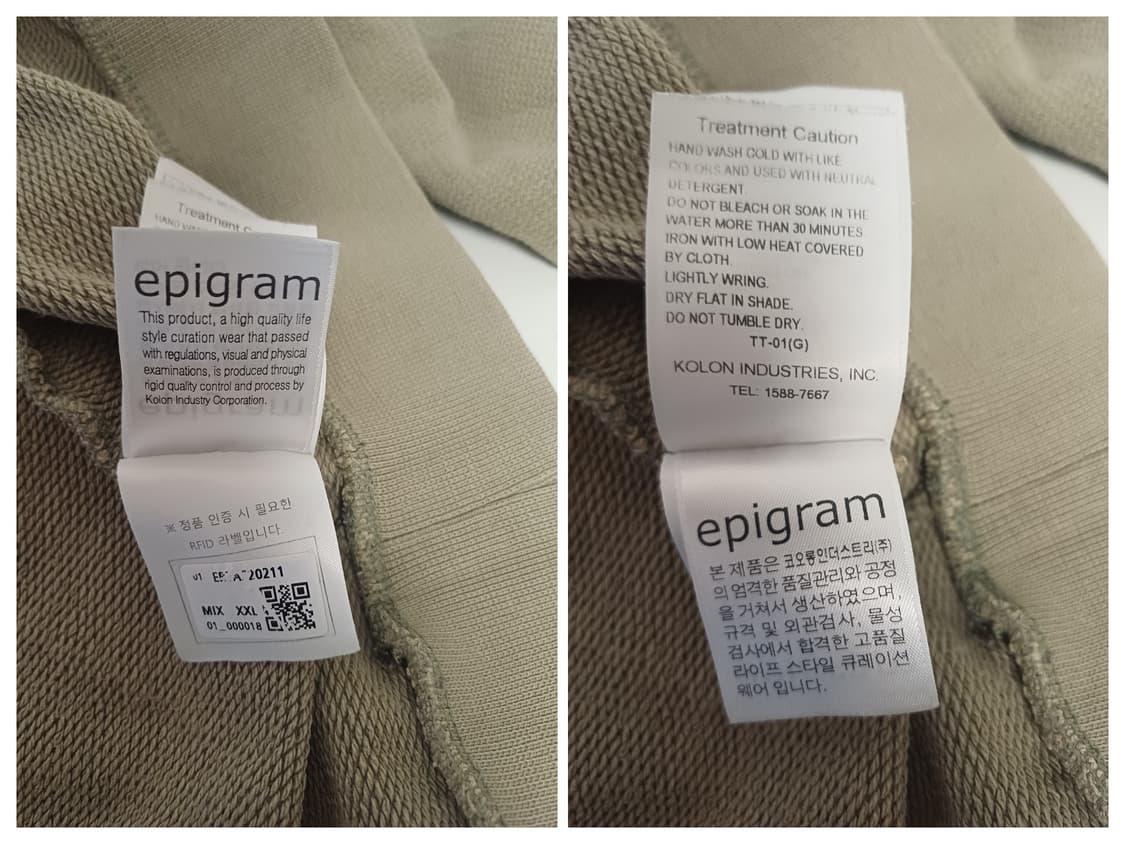 Treatment
HAND WASH
epigram
This product, a high quality life
style curation wear that passed
with regulations, visual and physical
examinations, is produced through
rigid quality control and process by
Kolon Industry Corporation.
※ 정품 인증 시 필요한
RFID 라벨입니다.
01
20211
MIX XXL
01_000018
Treatment Caution
HAND WASH COLD WITH LIKE
COLORS AND USED WITH NEUTRAL
DETERGENT.
DO NOT BLEACH OR SOAK IN THE
WATER MORE THAN 30 MINUTES
IRON WITH LOW HEAT COVERED
BY CLOTH.
LIGHTLY WRING.
DRY FLAT IN SHADE.
DO NOT TUMBLE DRY.
TT-01(G)
KOLON INDUSTRIES, INC.
TEL: 1588-7667
epigram
본 제품은 코오롱인더스트리(주)
의 엄격한 품질관리와 공정
을 거쳐서 생산하였으며,
규격 및 외관검사, 물성
검사에서 합격한 고품질
라이프 스타일 큐레이션
웨어 입니다.